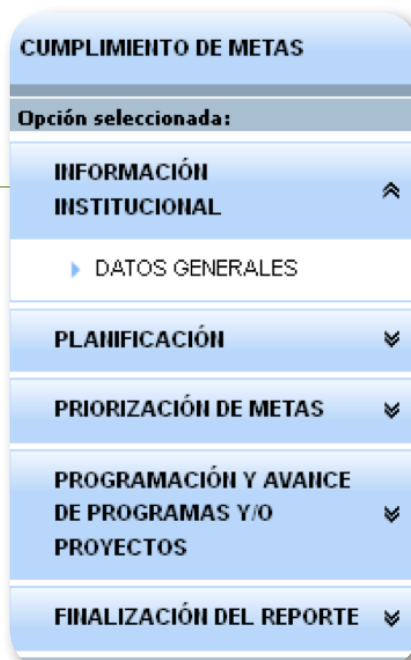 CUMPLIMIENTO DE METAS
Opción seleccionada:
INFORMACIÓN
INSTITUCIONAL
DATOS GENERALES
PLANIFICACIÓN
PRIORIZACIÓN DE METAS
PROGRAMACIÓN Y AVANCE
DE PROGRAMAS Y/O
PROYECTOS
FINALIZACIÓN DEL REPORTE